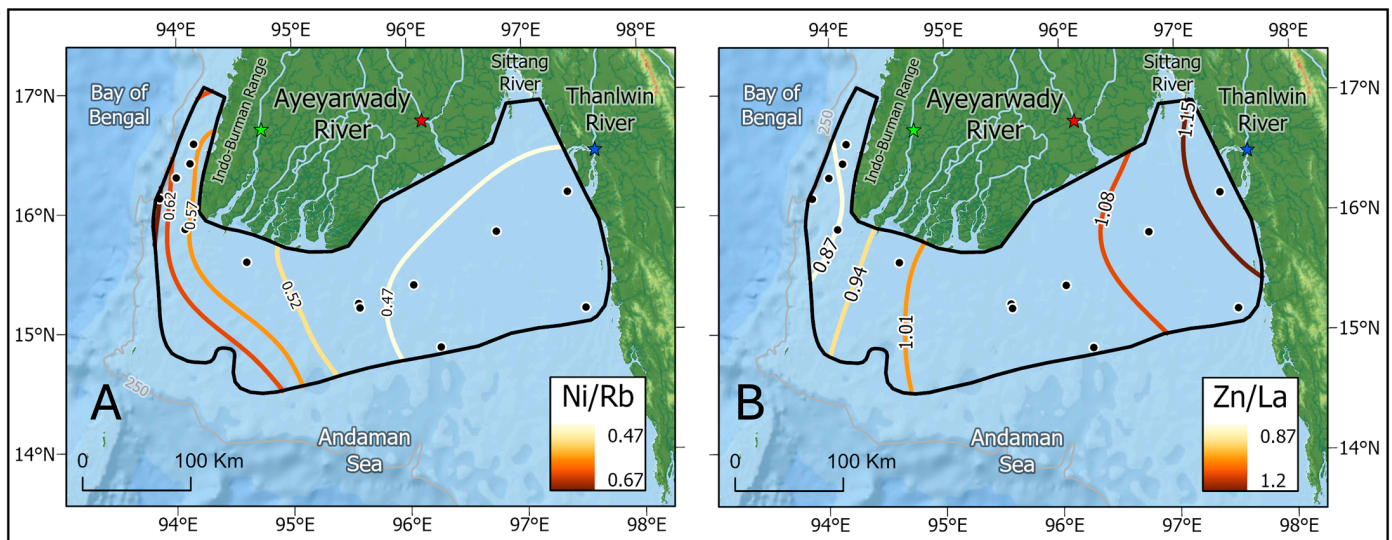 94°E 95°E 96°E 97°E 98°E
17°N
16°N
15°N
14°N
Bay of
Bengal
Indo-Burman Range
Ayeyarwady
River
Sittang
River
Thanlwin
River
0.62
0.57
0.52
0.47
250
A
Andaman
Sea
0 100 Km
Ni/Rb
0.47
0.67
94°E 95°E 96°E 97°E 98°E
94°E 95°E 96°E 97°E 98°E
Bay of
Bengal
250
Indo-Burman Range
Ayeyarwady
River
Sittang
River
Thanlwin
River
1.15
1.08
0.87
0.94
1.01
17°N
16°N
15°N
14°N
B
Andaman
Sea
0 100 Km
Zn/La
0.87
1.2
94°E 95°E 96°E 97°E 98°E